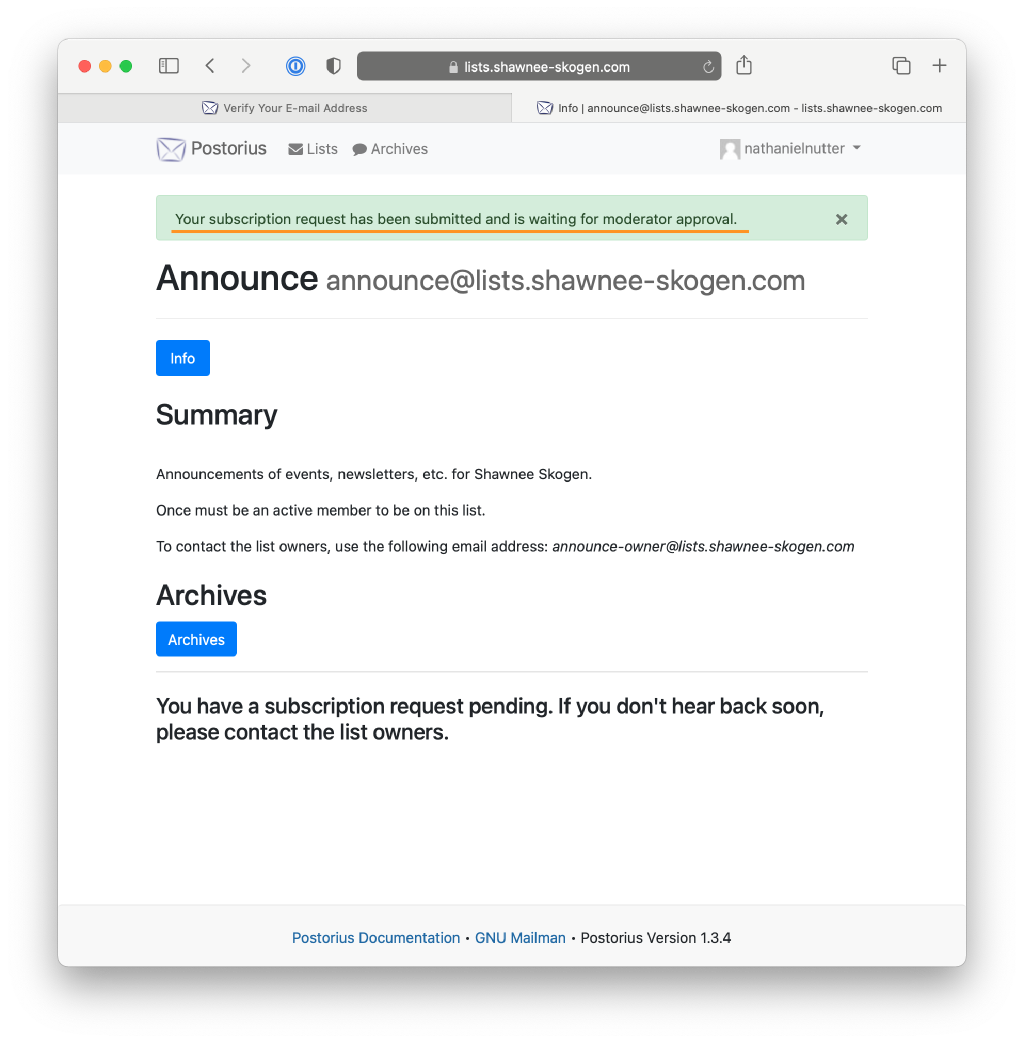 lists.shawnee-skogen.com
Verify Your E-mail Address
Info | announce@lists.shawnee-skogen.com - lists.shawnee-skogen.com
Postorius Lists Archives nathanielnutter
Your subscription request has been submitted and is waiting for moderator approval.
Announce announce@lists.shawnee-skogen.com
Info
Summary
Announcements of events, newsletters, etc. for Shawnee Skogen.
Once must be an active member to be on this list.
To contact the list owners, use the following email address: announce-owner@lists.shawnee-skogen.com
Archives
Archives
You have a subscription request pending. If you don't hear back soon,
please contact the list owners.
Postorius Documentation • GNU Mailman • Postorius Version 1.3.4